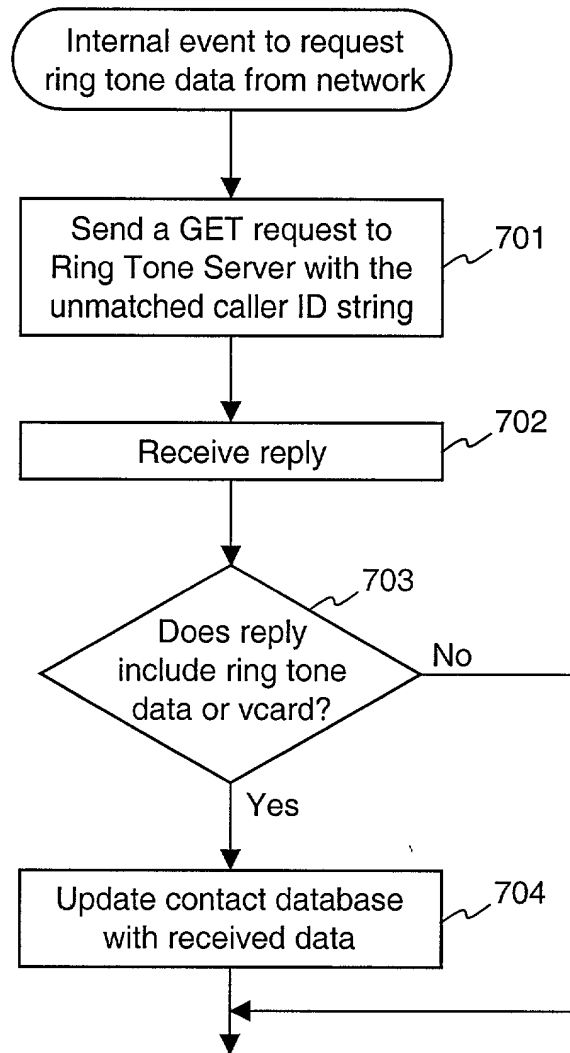 Internal event to request
ring tone data from network
Send a GET request to
Ring Tone Server with the
unmatched caller ID string
701
Receive reply
702
703
Does reply
include ring tone
data or vcard?
No
Yes
Update contact database
with received data
704